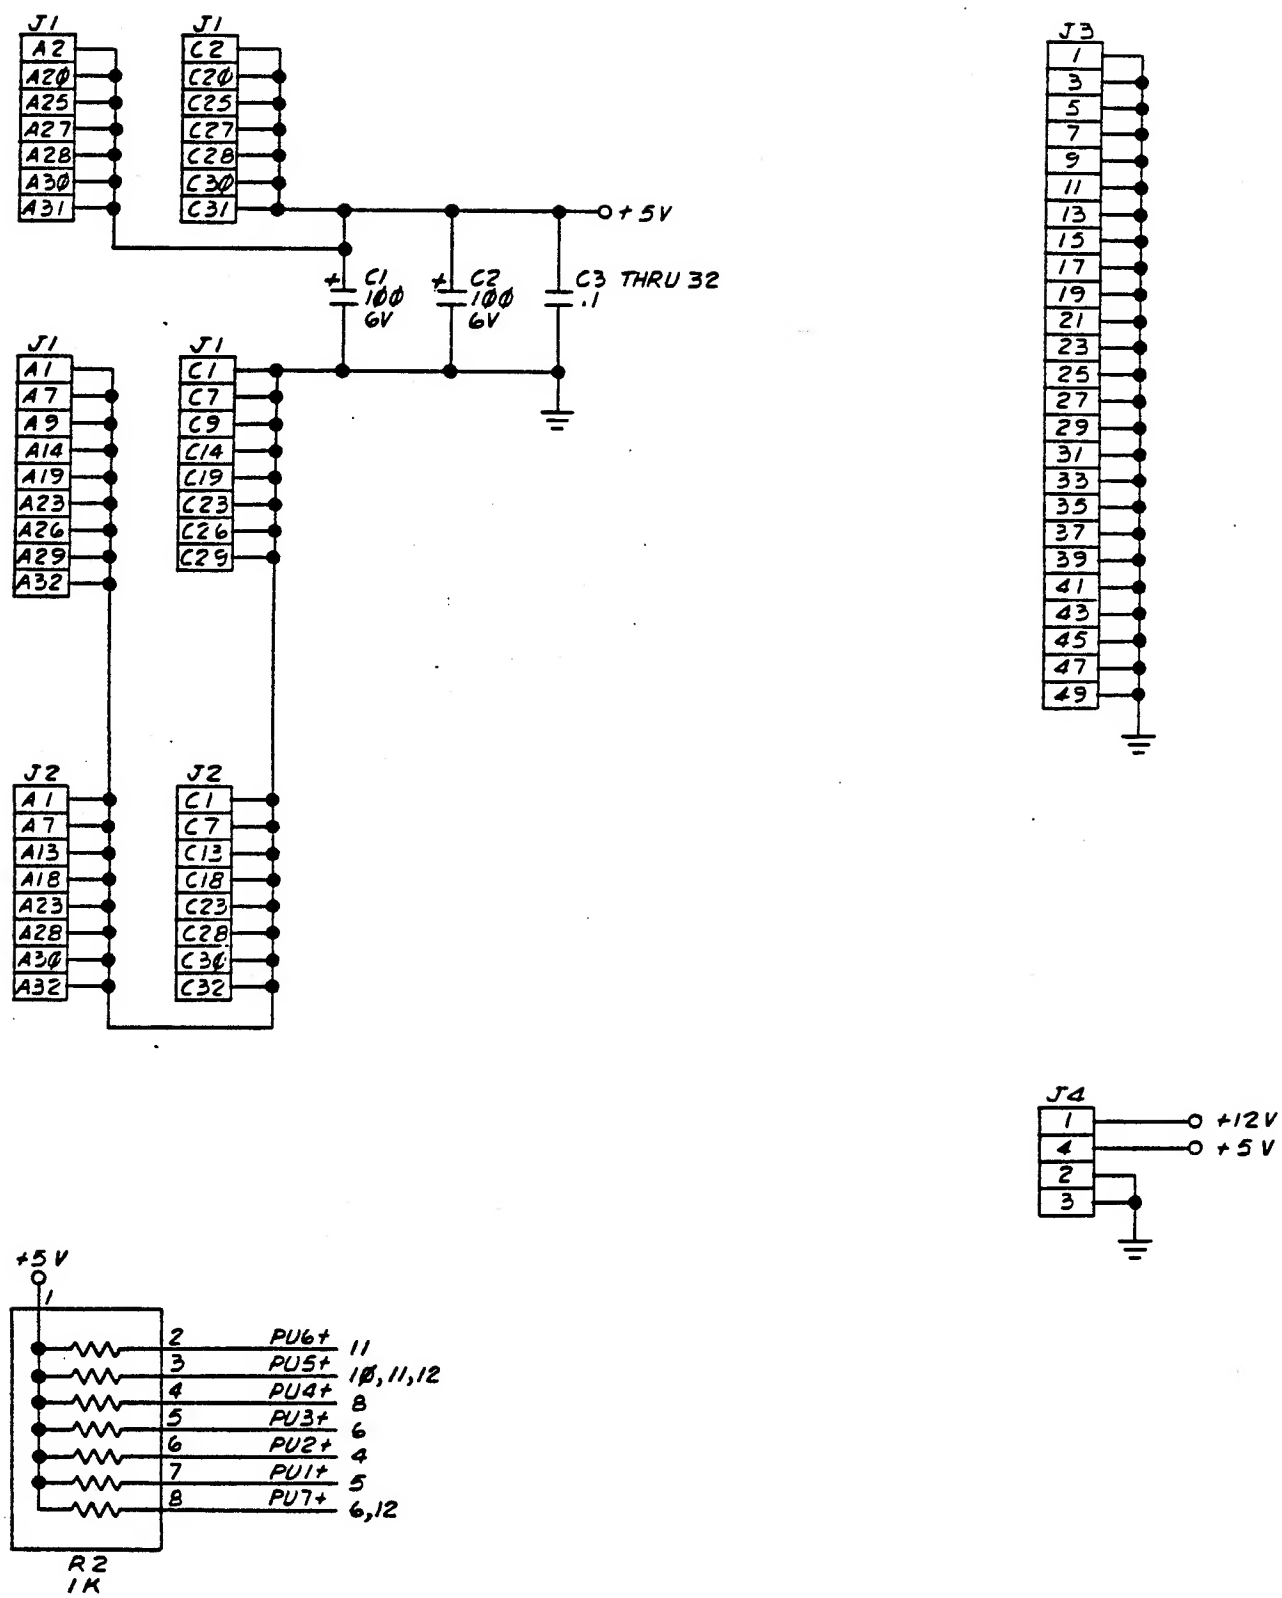 J1
A2
A2Ø
A25
A27
A28
A3Ø
A31
J1
C2
C2Ø
C25
C27
C28
C3Ø
C31
+5V
+ C1
1ØØ
6V
+ C2
1ØØ
6V
C3 THRU 32
.1
J1
A1
A7
A9
A14
A19
A23
A26
A29
A32
J1
C1
C7
C9
C14
C19
C23
C26
C29
J2
A1
A7
A13
A18
A23
A28
A3Ø
A32
J2
C1
C7
C13
C18
C23
C28
C3Ø
C32
J3
1
3
5
7
9
11
13
15
17
19
21
23
25
27
29
31
33
35
37
39
41
43
45
47
49
J4
1 +12V
4 +5V
2
3
+5V
1
2 PU6+ 11
3 PU5+ 1Ø,11,12
4 PU4+ 8
5 PU3+ 6
6 PU2+ 4
7 PU1+ 5
8 PU7+ 6,12
R2
1K